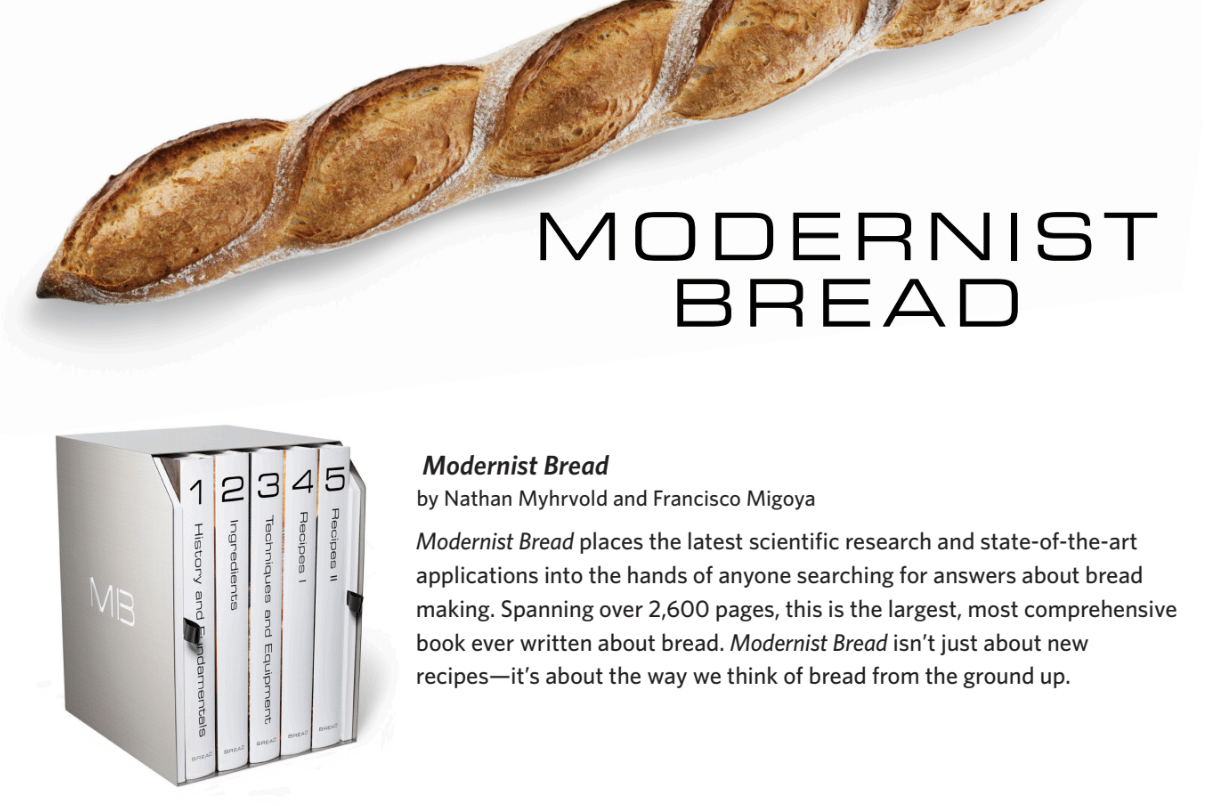 MODERNIST
BREAD
MB
1 History and Fundamentals BREAD
2 Ingredients BREAD
3 Techniques and Equipment BREAD
4 Recipes I BREAD
5 Recipes II BREAD
Modernist Bread
by Nathan Myhrvold and Francisco Migoya
Modernist Bread places the latest scientific research and state-of-the-art
applications into the hands of anyone searching for answers about bread
making. Spanning over 2,600 pages, this is the largest, most comprehensive
book ever written about bread. Modernist Bread isn’t just about new
recipes—it’s about the way we think of bread from the ground up.